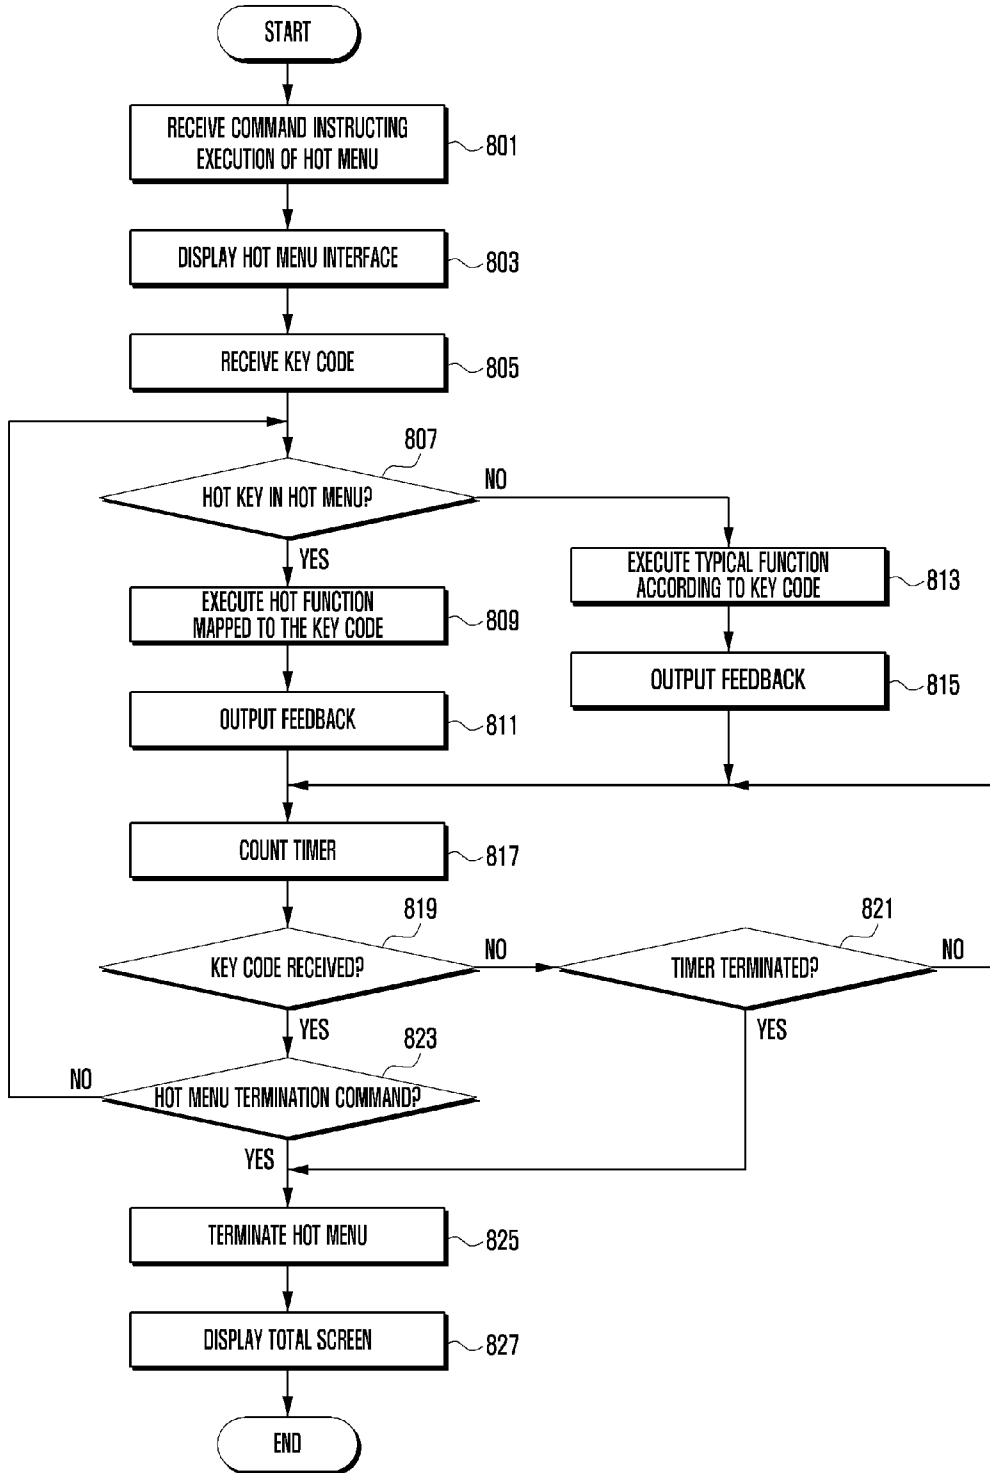 START
RECEIVE COMMAND INSTRUCTING
EXECUTION OF HOT MENU
801
DISPLAY HOT MENU INTERFACE
803
RECEIVE KEY CODE
805
807
HOT KEY IN HOT MENU?
NO
YES
EXECUTE HOT FUNCTION
MAPPED TO THE KEY CODE
809
EXECUTE TYPICAL FUNCTION
ACCORDING TO KEY CODE
813
OUTPUT FEEDBACK
811
OUTPUT FEEDBACK
815
COUNT TIMER
817
819
KEY CODE RECEIVED?
NO
YES
821
TIMER TERMINATED?
NO
YES
823
HOT MENU TERMINATION COMMAND?
NO
YES
TERMINATE HOT MENU
825
DISPLAY TOTAL SCREEN
827
END